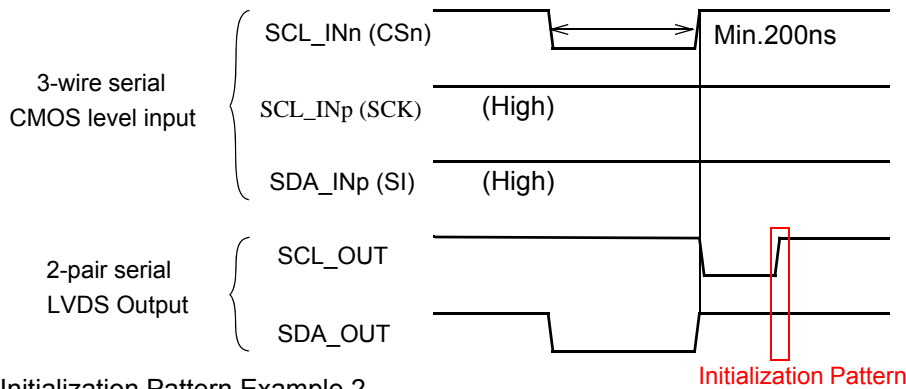 SCL_INn (CSn)
Min.200ns
3-wire serial
CMOS level input
SCL_INp (SCK)
(High)
SDA_INp (SI)
(High)
2-pair serial
LVDS Output
SCL_OUT
SDA_OUT
Initialization Pattern
Initialization Pattern Example 2